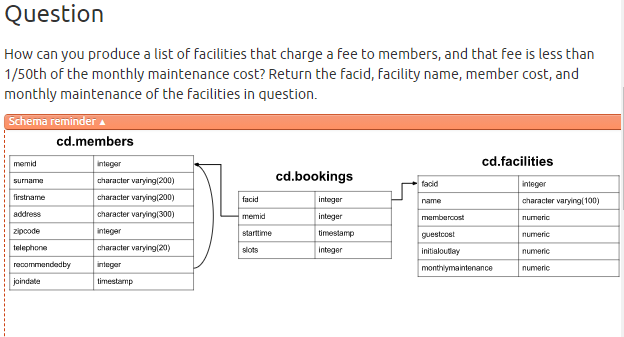 Question
How can you produce a list of facilities that charge a fee to members, and that fee is less than
1/50th of the monthly maintenance cost? Return the facid, facility name, member cost, and
monthly maintenance of the facilities in question.
Schema reminder ▲
cd.members
memid integer
surname character varying(200)
firstname character varying(200)
address character varying(300)
zipcode integer
telephone character varying(20)
recommendedby integer
joindate timestamp
cd.bookings
facid integer
memid integer
starttime timestamp
slots integer
cd.facilities
facid integer
name character varying(100)
membercost numeric
guestcost numeric
initialoutlay numeric
monthlymaintenance numeric